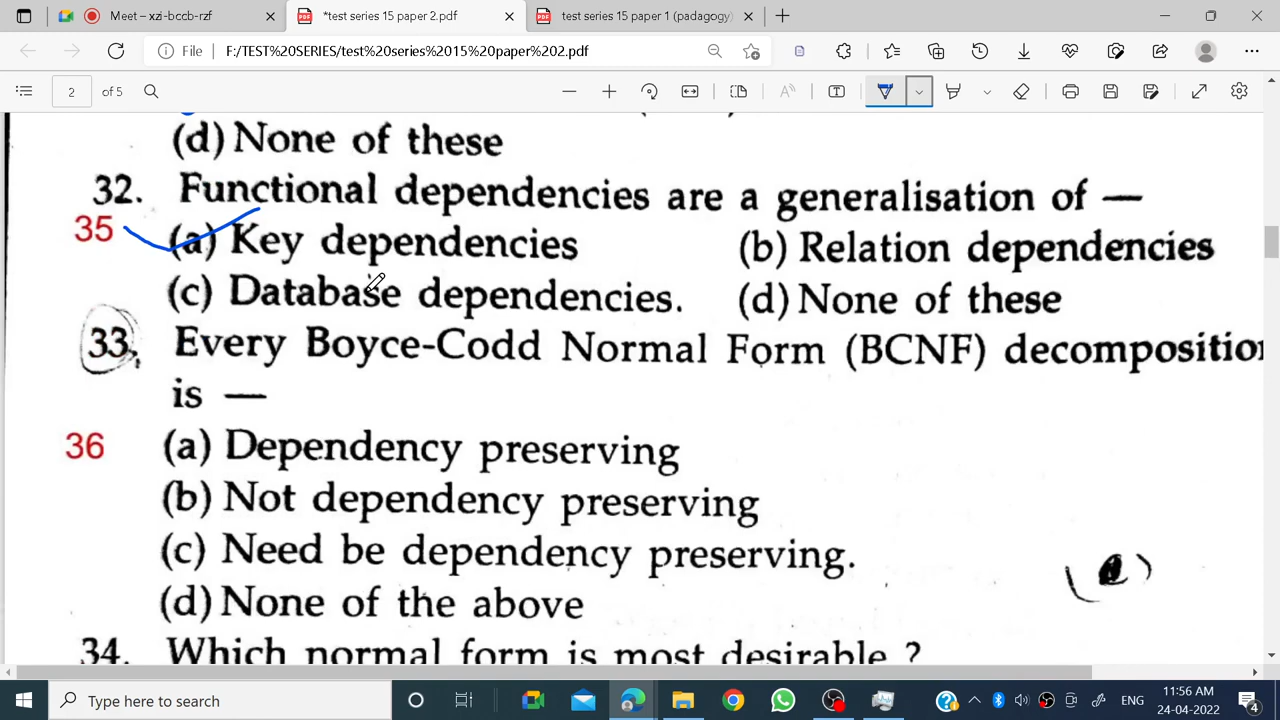 Meet – xzi-bccb-rzf
*test series 15 paper 2.pdf
test series 15 paper 1 (padagogy)
File
F:/TEST%20SERIES/test%20series%2015%20paper%202.pdf
2 of 5
(d) None of these
32. Functional dependencies are a generalisation of —
35
(a) Key dependencies (b) Relation dependencies
(c) Database dependencies. (d) None of these
33. Every Boyce-Codd Normal Form (BCNF) decomposition
is —
36
(a) Dependency preserving
(b) Not dependency preserving
(c) Need be dependency preserving.
(d) None of the above
34. Which normal form is most desirable ?
Type here to search
ENG
11:56 AM
24-04-2022
4